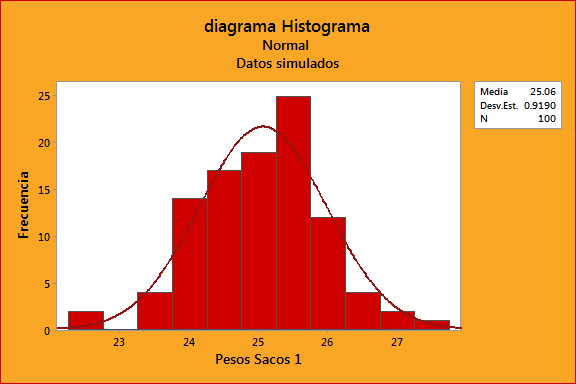 diagrama Histograma
Normal
Datos simulados
Media 25.06
Desv.Est. 0.9190
N 100
Frecuencia
25
20
15
10
5
0
23 24 25 26 27
Pesos Sacos 1